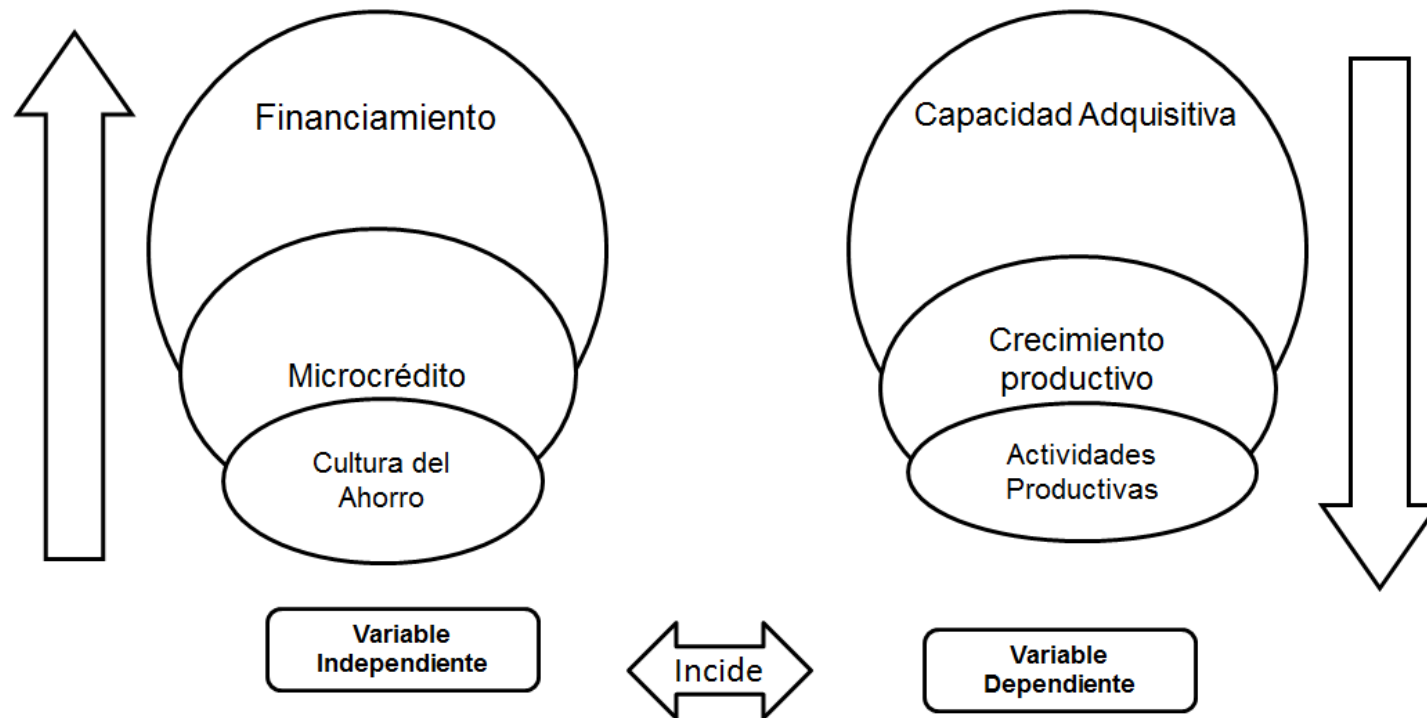 Financiamiento
Microcrédito
Cultura del
Ahorro
Variable
Independiente
Incide
Capacidad Adquisitiva
Crecimiento
productivo
Actividades
Productivas
Variable
Dependiente